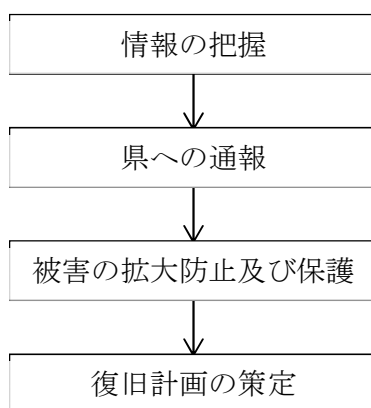 情報の把握
県への通報
被害の拡大防止及び保護
復旧計画の策定